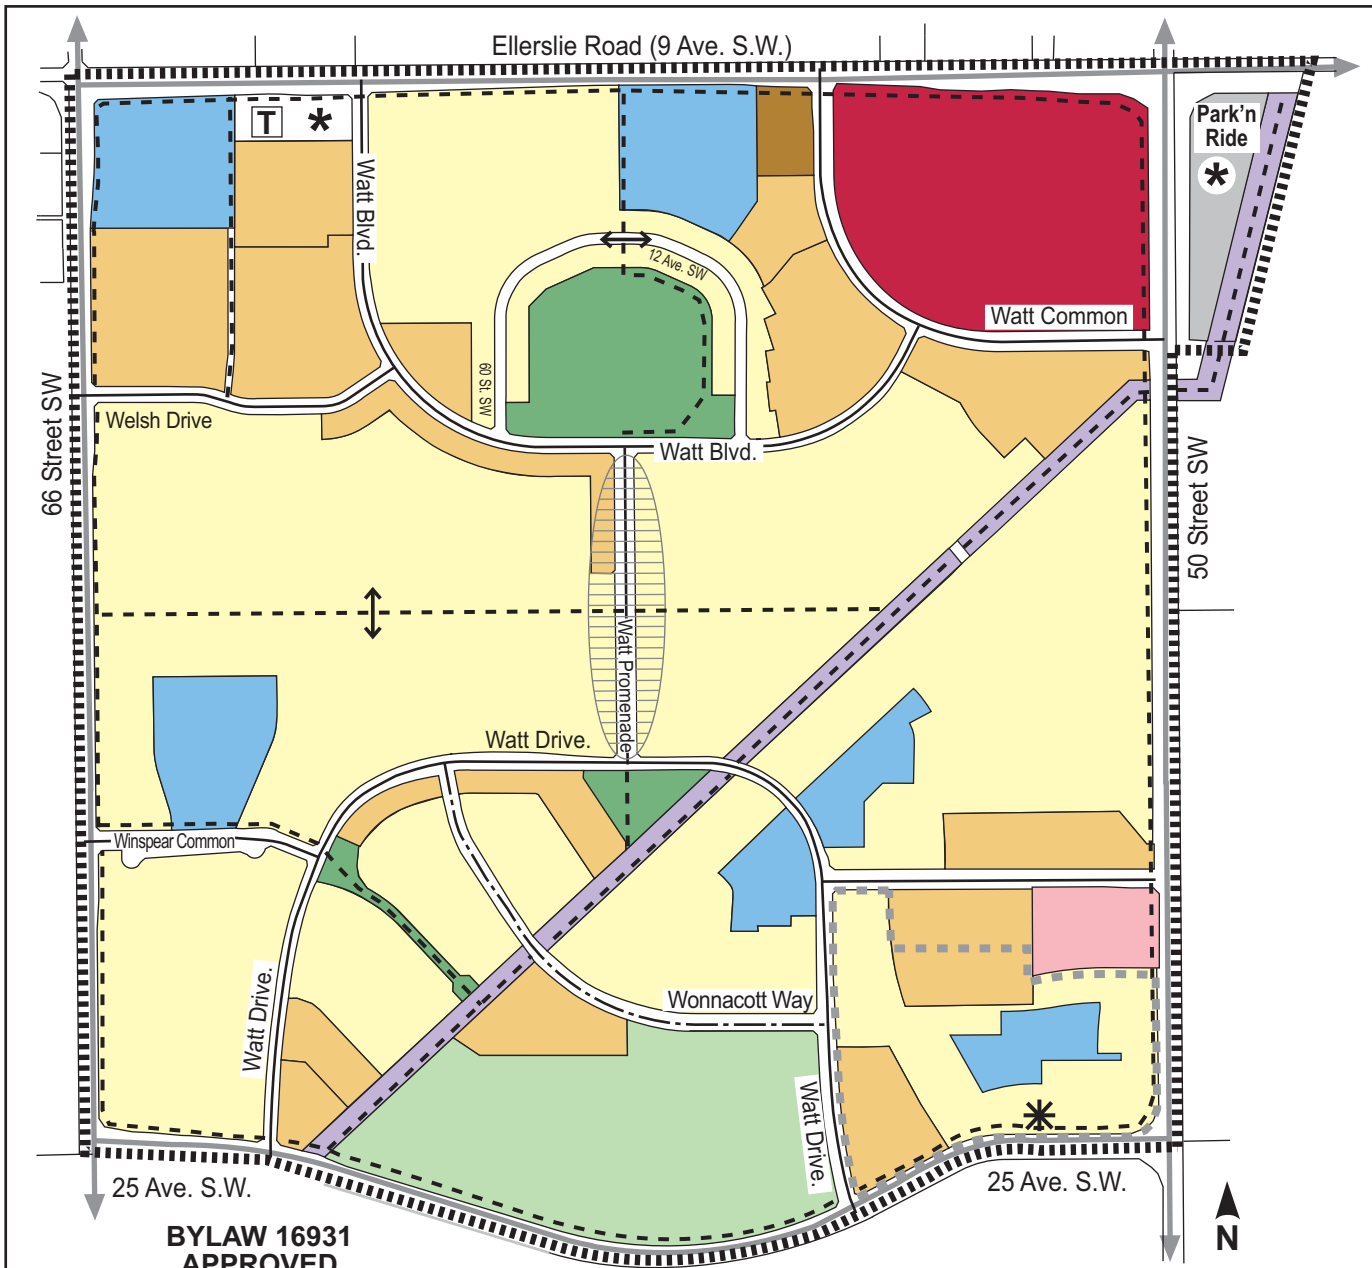 Ellerslie Road (9 Ave. S.W.)
T
Park'n
Ride
Watt Blvd.
12 Ave. SW
Watt Common
60 St. SW
Welsh Drive
66 Street SW
Watt Blvd.
50 Street SW
Watt Promenade
Watt Drive.
Winspear Common
Watt Drive.
Wonnacott Way
Watt Drive.
25 Ave. S.W.
25 Ave. S.W.
N
BYLAW 16931
APPROVED